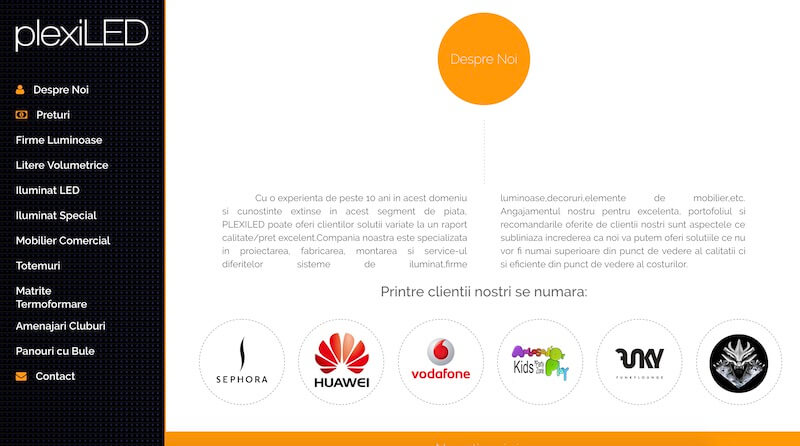 plexiLED
Despre Noi
Preturi
Firme Luminoase
Litere Volumetrice
Iluminat LED
Iluminat Special
Mobilier Comercial
Totemuri
Matrite
Termoformare
Amenajari Cluburi
Panouri cu Bule
Contact
Despre Noi
Cu o experienta de peste 10 ani in acest domeniu
si cunostinte extinse in acest segment de piata,
PLEXILED poate oferi clientilor solutii variate la un raport
calitate/pret excelent.Compania noastra este specializata
in proiectarea, fabricarea, montarea si service-ul
diferitelor sisteme de iluminat,firme
luminoase,decoruri,elemente de mobilier,etc.
Angajamentul nostru pentru excelenta, portofoliul si
recomandarile oferite de clientii nostri sunt aspectele ce
subliniaza increderea ca noi va putem oferi solutiile ce nu
vor fi numai superioare din punct de vedere al calitatii ci
si eficiente din punct de vedere al costurilor.
Printre clientii nostri se numara:
SEPHORA
HUAWEI
vodafone
Kids Party
Zone
FUNKY
FUNKYLOUNGE